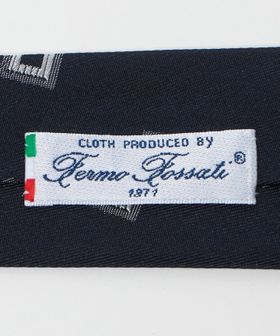 CLOTH PRODUCED BY
Fermo Fossati®
1871